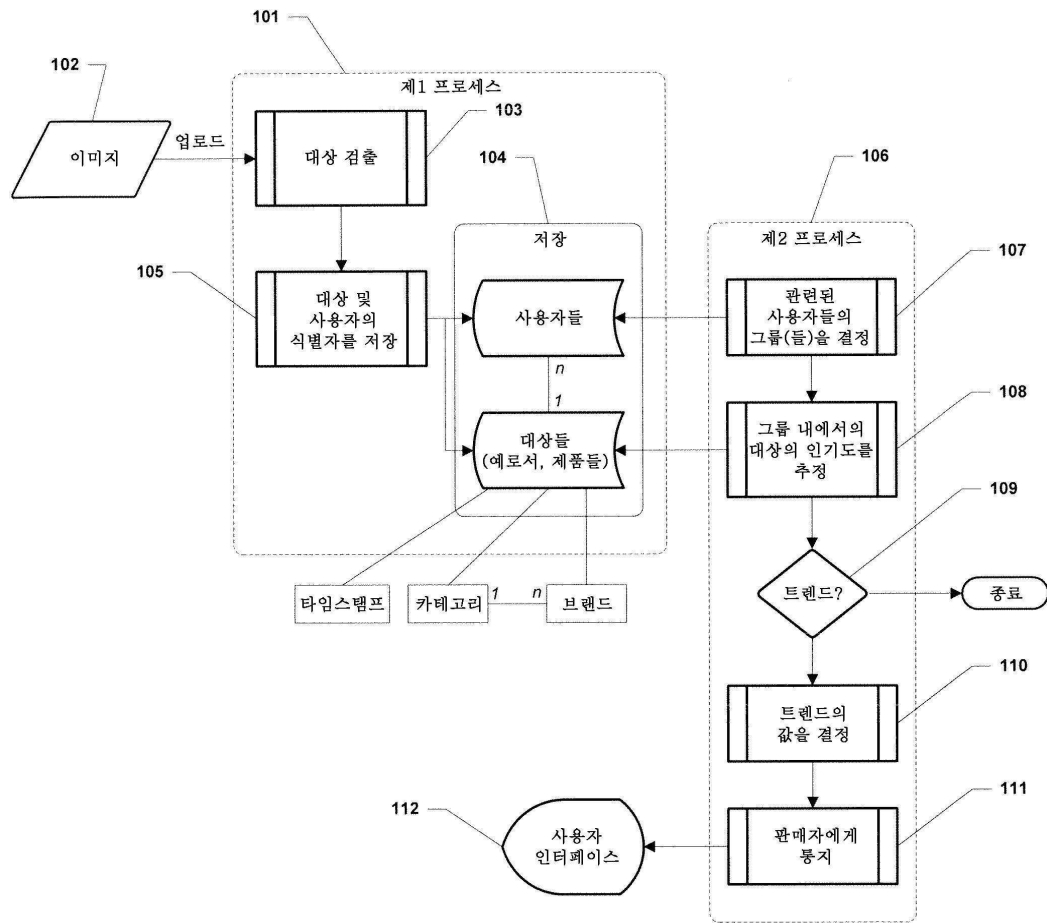 101
102
제1 프로세스
103
업로드
이미지
대상 검출
104
106
저장
제2 프로세스
105
107
대상 및
사용자의
식별자를 저장
사용자들
관련된
사용자들의
그룹(들)을 결정
n
1
108
대상들
(예로서, 제품들)
그룹 내에서의
대상의 인기도를
추정
109
타임스탬프
카테고리
1
n
브랜드
트렌드?
종료
110
트렌드의
값을 결정
111
112
사용자
인터페이스
판매자에게
통지